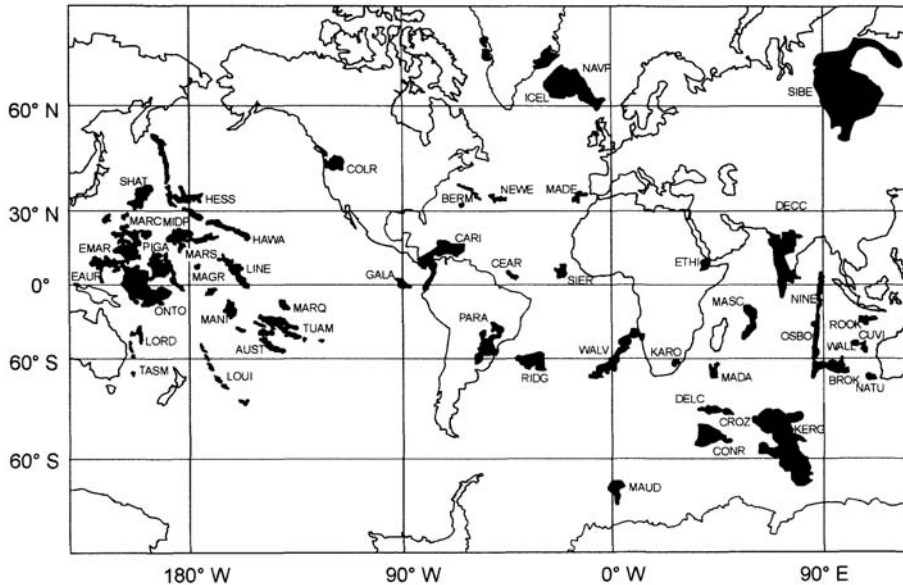 NAVP
ICEL
SIBE
60° N
COLR
SHAT
HESS
BERM
NEWE
MADE
30° N
DECC
MARC
MIDP
HAWA
EMAR
PIGA
MARS
CARI
EAUR
MAGR
LINE
GALA
CEAR
SIER
ETHI
0°
ONTO
MANI
MARQ
TUAM
PARA
MASC
NINE
ROOK
LORD
AUST
WALV
KARO
OSBO
CUVI
WALL
60° S
TASM
LOUI
RIDG
MADA
BROK
NATU
DELC
CROZ
KERG
CONR
60° S
MAUD
180° W
90° W
0° W
90° E